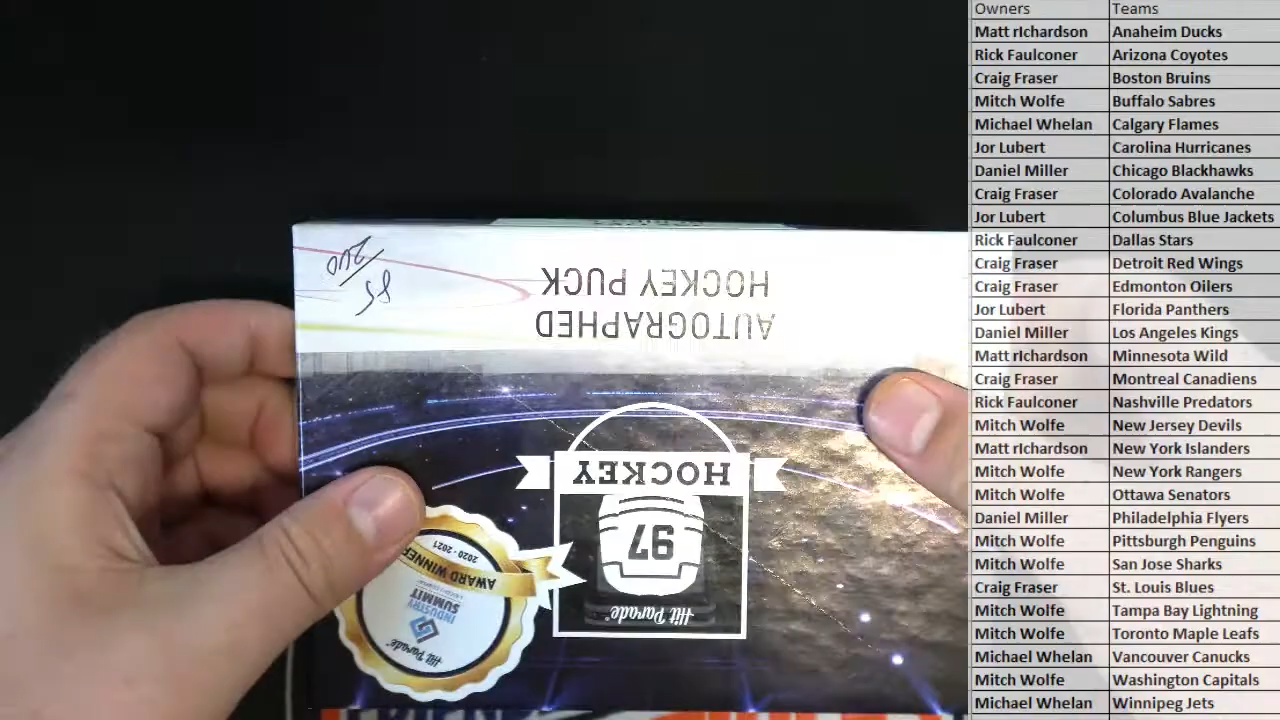 AUTOGRAPHED
HOCKEY PUCK
85/200
HOCKEY
97
Hit Parade
2020 - 2021
AWARD WINNER
INDUSTRY
SUMMIT
Hit Parade
Owners Teams
Matt rIchardson Anaheim Ducks
Rick Faulconer Arizona Coyotes
Craig Fraser Boston Bruins
Mitch Wolfe Buffalo Sabres
Michael Whelan Calgary Flames
Jor Lubert Carolina Hurricanes
Daniel Miller Chicago Blackhawks
Craig Fraser Colorado Avalanche
Jor Lubert Columbus Blue Jackets
Rick Faulconer Dallas Stars
Craig Fraser Detroit Red Wings
Craig Fraser Edmonton Oilers
Jor Lubert Florida Panthers
Daniel Miller Los Angeles Kings
Matt rIchardson Minnesota Wild
Craig Fraser Montreal Canadiens
Rick Faulconer Nashville Predators
Mitch Wolfe New Jersey Devils
Matt rIchardson New York Islanders
Mitch Wolfe New York Rangers
Mitch Wolfe Ottawa Senators
Daniel Miller Philadelphia Flyers
Mitch Wolfe Pittsburgh Penguins
Mitch Wolfe San Jose Sharks
Craig Fraser St. Louis Blues
Mitch Wolfe Tampa Bay Lightning
Mitch Wolfe Toronto Maple Leafs
Michael Whelan Vancouver Canucks
Mitch Wolfe Washington Capitals
Michael Whelan Winnipeg Jets